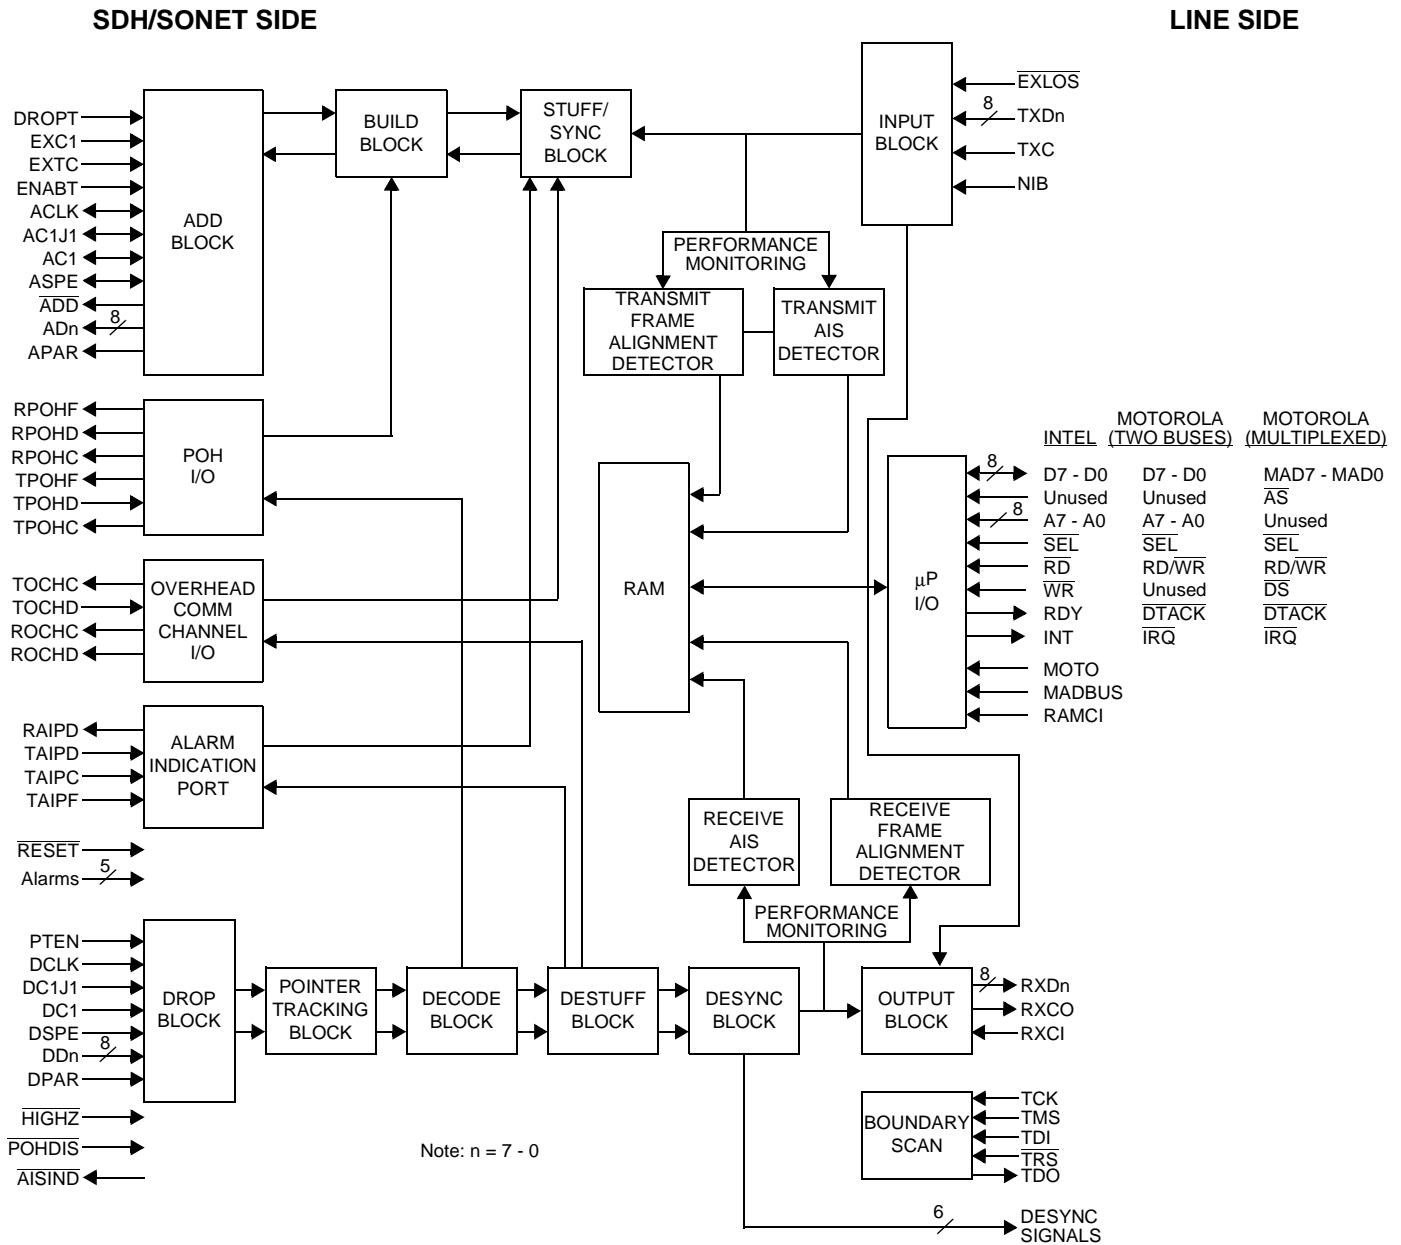 SDH/SONET SIDE
LINE SIDE
DROPT
EXC1
EXTC
ENABT
ACLK
AC1J1
AC1
ASPE
ADD
ADn
8
APAR
ADD
BLOCK
BUILD
BLOCK
STUFF/
SYNC
BLOCK
INPUT
BLOCK
EXLOS
8
TXDn
TXC
NIB
PERFORMANCE
MONITORING
TRANSMIT
FRAME
ALIGNMENT
DETECTOR
TRANSMIT
AIS
DETECTOR
RPOHF
RPOHD
RPOHC
TPOHF
TPOHD
TPOHC
POH
I/O
TOCHC
TOCHD
ROCHC
ROCHD
OVERHEAD
COMM
CHANNEL
I/O
RAIPD
TAIPD
TAIPC
TAIPF
ALARM
INDICATION
PORT
RESET
Alarms
5
RAM
μP
I/O
INTEL
MOTOROLA
(TWO BUSES)
MOTOROLA
(MULTIPLEXED)
8
D7 - D0 D7 - D0 MAD7 - MAD0
Unused Unused AS
8
A7 - A0 A7 - A0 Unused
SEL SEL SEL
RD RD/WR RD/WR
WR Unused DS
RDY DTACK DTACK
INT IRQ IRQ
MOTO
MADBUS
RAMCI
RECEIVE
AIS
DETECTOR
RECEIVE
FRAME
ALIGNMENT
DETECTOR
PERFORMANCE
MONITORING
PTEN
DCLK
DC1J1
DC1
DSPE
DDn
8
DPAR
DROP
BLOCK
POINTER
TRACKING
BLOCK
DECODE
BLOCK
DESTUFF
BLOCK
DESYNC
BLOCK
OUTPUT
BLOCK
8
RXDn
RXCO
RXCI
HIGHZ
POHDIS
AISIND
Note: n = 7 - 0
BOUNDARY
SCAN
TCK
TMS
TDI
TRS
TDO
6
DESYNC
SIGNALS